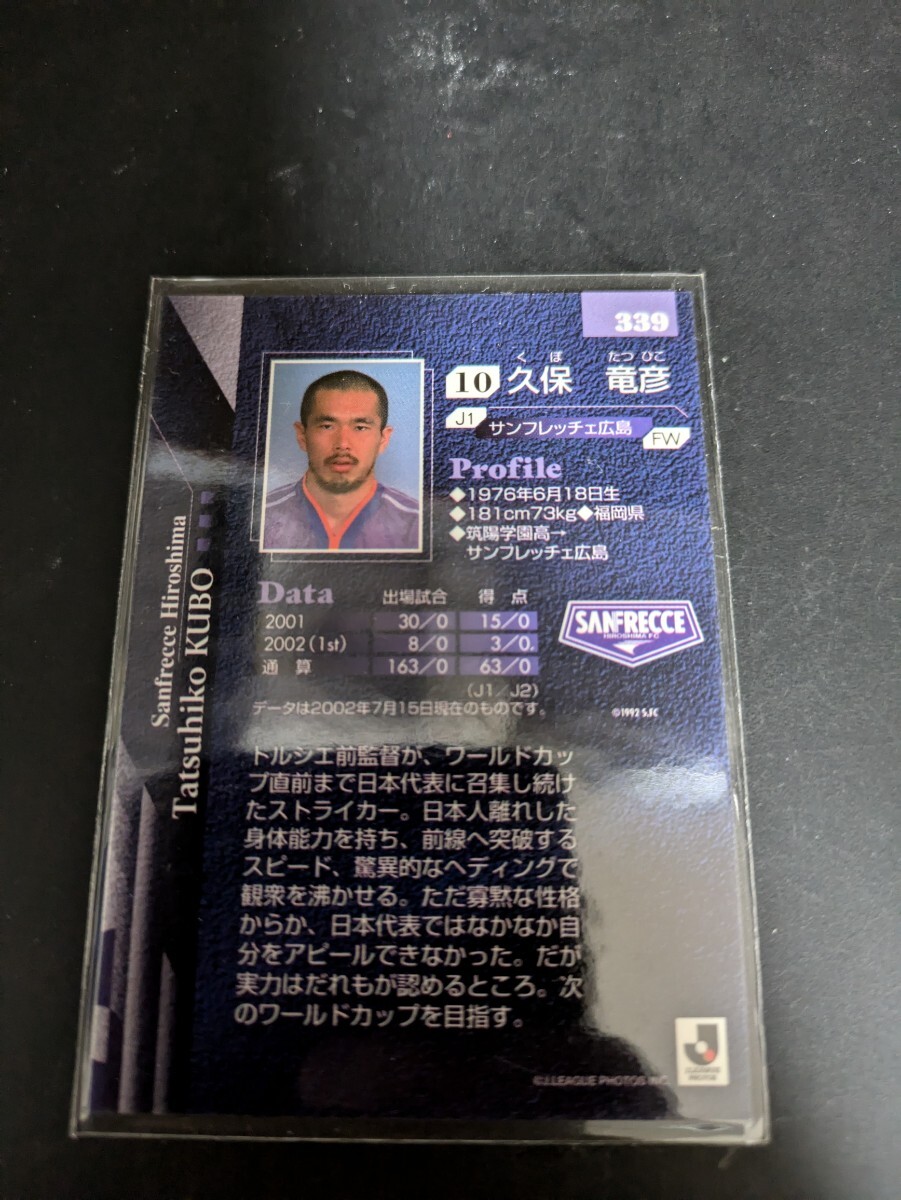 339
く ぼ たつ ひこ
10 久保 竜彦
J1 サンフレッチェ広島 FW
Profile
◆1976年6月18日生
◆181cm73kg◆福岡県
◆筑陽学園高→
サンフレッチェ広島
Data 出場試合 得 点
2001 30/0 15/0
2002(1st) 8/0 3/0
通 算 163/0 63/0
(J1/J2)
データは2002年7月15日現在のものです。
SANFRECCE
HIROSHIMA FC
©1992 S.FC
Sanfrecce Hiroshima
Tatsuhiko KUBO
トルシエ前監督が、ワールドカッ
プ直前まで日本代表に召集し続け
たストライカー。日本人離れした
身体能力を持ち、前線へ突破する
スピード、驚異的なヘディングで
観衆を沸かせる。ただ寡黙な性格
からか、日本代表ではなかなか自
分をアピールできなかった。だが
実力はだれもが認めるところ。次
のワールドカップを目指す。
©J.LEAGUE PHOTOS INC.
J.LEAGUE
PHOTOS